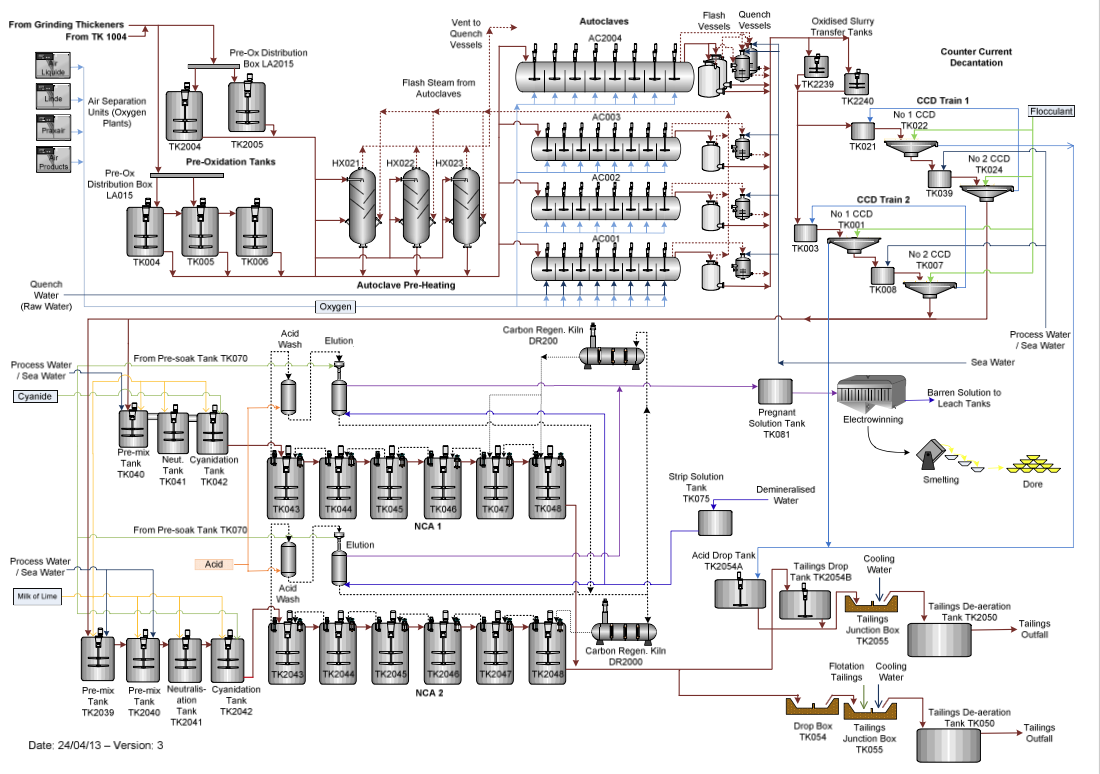 From Grinding Thickeners
From TK 1004
Air
Liquide
Linde
Praxair
Air
Products
Air Separation
Units (Oxygen
Plants)
Pre-Ox Distribution
Box LA2015
TK2004
TK2005
Pre-Oxidation Tanks
Pre-Ox
Distribution Box
LA015
TK004
TK005
TK006
Quench
Water
(Raw Water)
Oxygen
Vent to
Quench
Vessels
Flash Steam from
Autoclaves
HX021
HX022
HX023
Autoclave Pre-Heating
Autoclaves
AC2004
AC003
AC002
AC001
Flash
Vessels
Quench
Vessels
Oxidised Slurry
Transfer Tanks
TK2239
TK2240
Counter Current
Decantation
CCD Train 1
No 1 CCD
TK022
TK021
No 2 CCD
TK024
TK039
Flocculant
CCD Train 2
No 1 CCD
TK001
TK003
No 2 CCD
TK007
TK008
Process Water
/ Sea Water
Sea Water
Process Water
/ Sea Water
Cyanide
From Pre-soak Tank TK070
Acid
Wash
Elution
Carbon Regen. Kiln
DR200
Pre-mix
Tank
TK040
Neut.
Tank
TK041
Cyanidation
Tank
TK042
TK043
TK044
TK045
TK046
TK047
TK048
NCA 1
Pregnant
Solution Tank
TK081
Electrowinning
Barren Solution to
Leach Tanks
Smelting
Dore
Strip Solution
Tank
TK075
Demineralised
Water
From Pre-soak Tank TK070
Elution
Acid
Acid
Wash
Process Water
/ Sea Water
Milk of Lime
Pre-mix
Tank
TK2039
Pre-mix
Tank
TK2040
Neutralis-
ation
Tank
TK2041
Cyanidation
Tank
TK2042
TK2043
TK2044
TK2045
TK2046
TK2047
TK2048
NCA 2
Carbon Regen. Kiln
DR2000
Acid Drop Tank
TK2054A
Tailings Drop
Tank TK2054B
Cooling
Water
Tailings
Junction Box
TK2055
Tailings De-aeration
Tank TK2050
Tailings
Outfall
Flotation
Tailings
Cooling
Water
Drop Box
TK054
Tailings
Junction Box
TK055
Tailings De-aeration
Tank TK050
Tailings
Outfall
Date: 24/04/13 – Version: 3